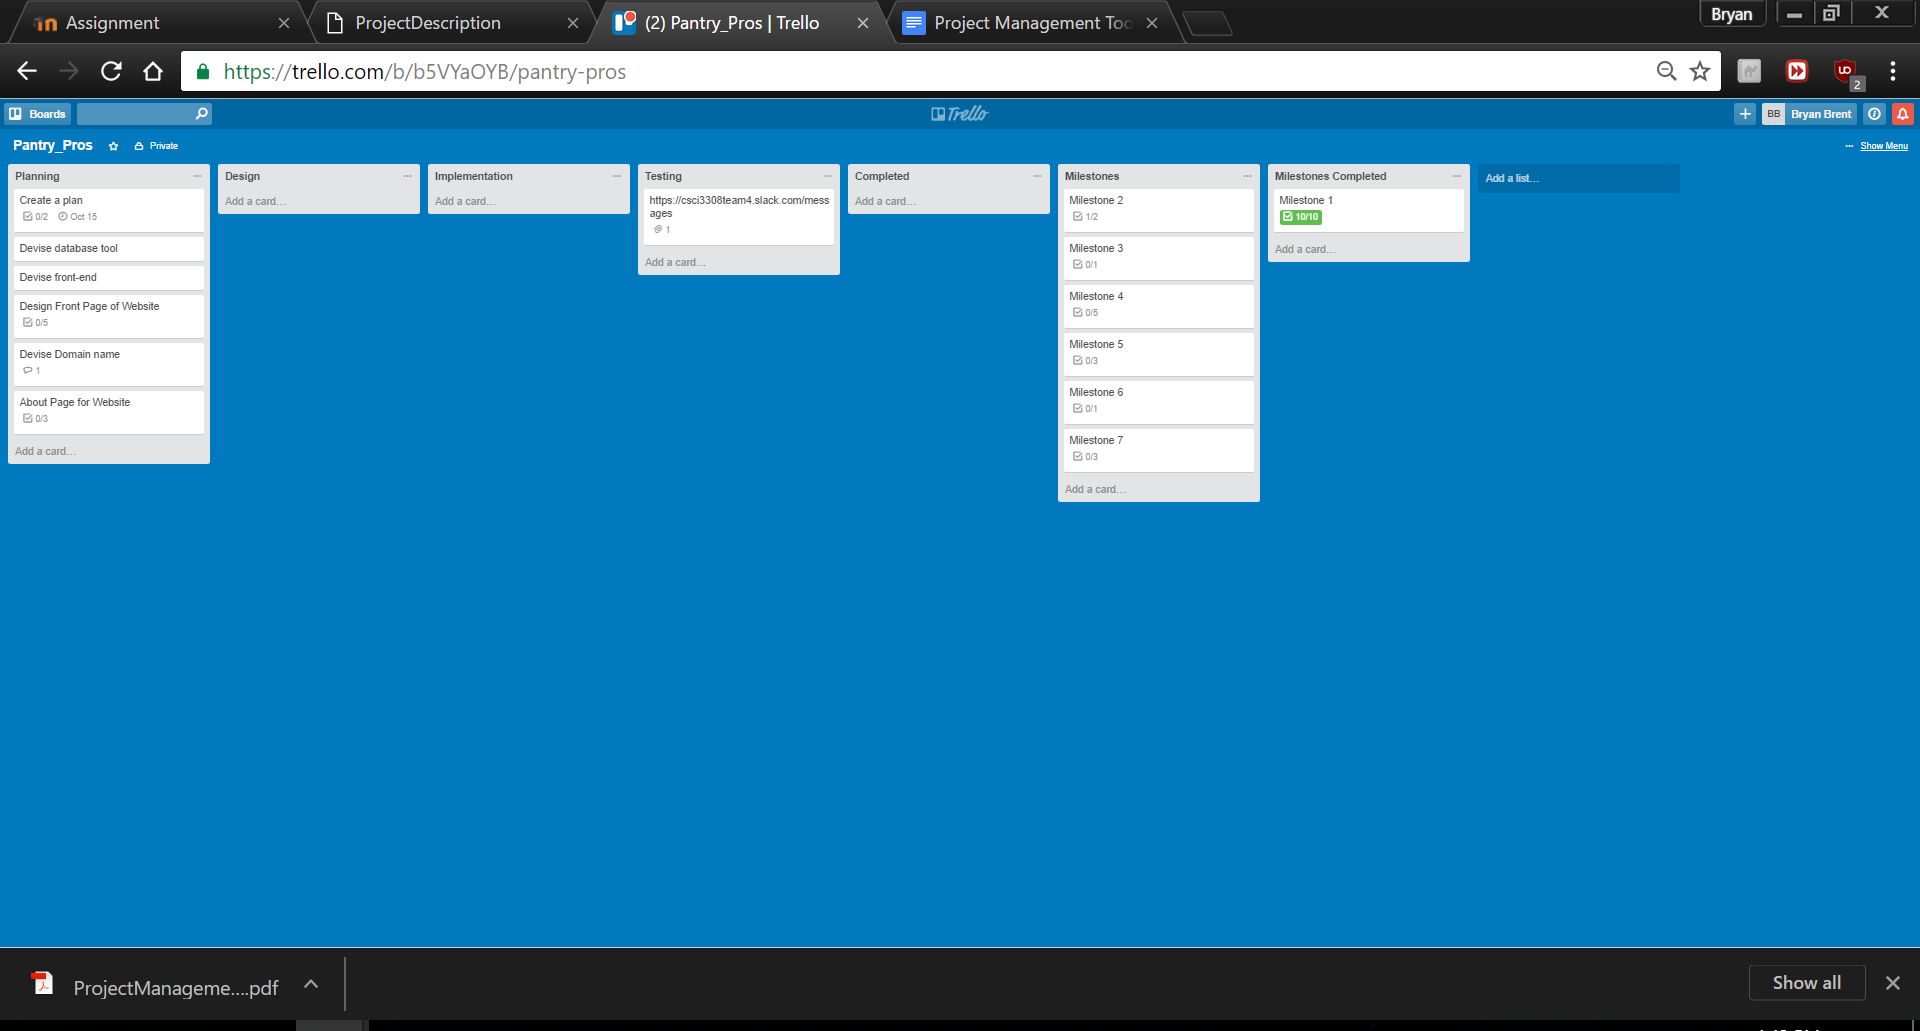 Assignment
ProjectDescription
(2) Pantry_Pros | Trello
Project Management Too
Bryan
https://trello.com/b/b5VYaOYB/pantry-pros
2
Boards
Trello
BB
Bryan Brent
Pantry_Pros
Private
... Show Menu
Planning
Create a plan
0/2
Oct 15
Devise database tool
Devise front-end
Design Front Page of Website
0/5
Devise Domain name
1
About Page for Website
0/3
Add a card...
Design
Add a card...
Implementation
Add a card...
Testing
https://csci3308team4.slack.com/mess
ages
1
Add a card...
Completed
Add a card...
Milestones
Milestone 2
1/2
Milestone 3
0/1
Milestone 4
0/5
Milestone 5
0/3
Milestone 6
0/1
Milestone 7
0/3
Add a card...
Milestones Completed
Milestone 1
10/10
Add a card...
Add a list...
ProjectManageme....pdf
Show all